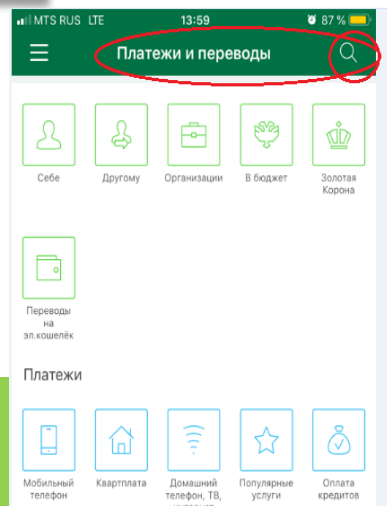 MTS RUS LTE 13:59 87 %
Платежи и переводы
Себе Другому Организации В бюджет Золотая
Корона
Переводы
на
эл.кошелёк
Платежи
Мобильный Квартплата Домашний Популярные Оплата
телефон телефон, ТВ, услуги кредитов
интернет